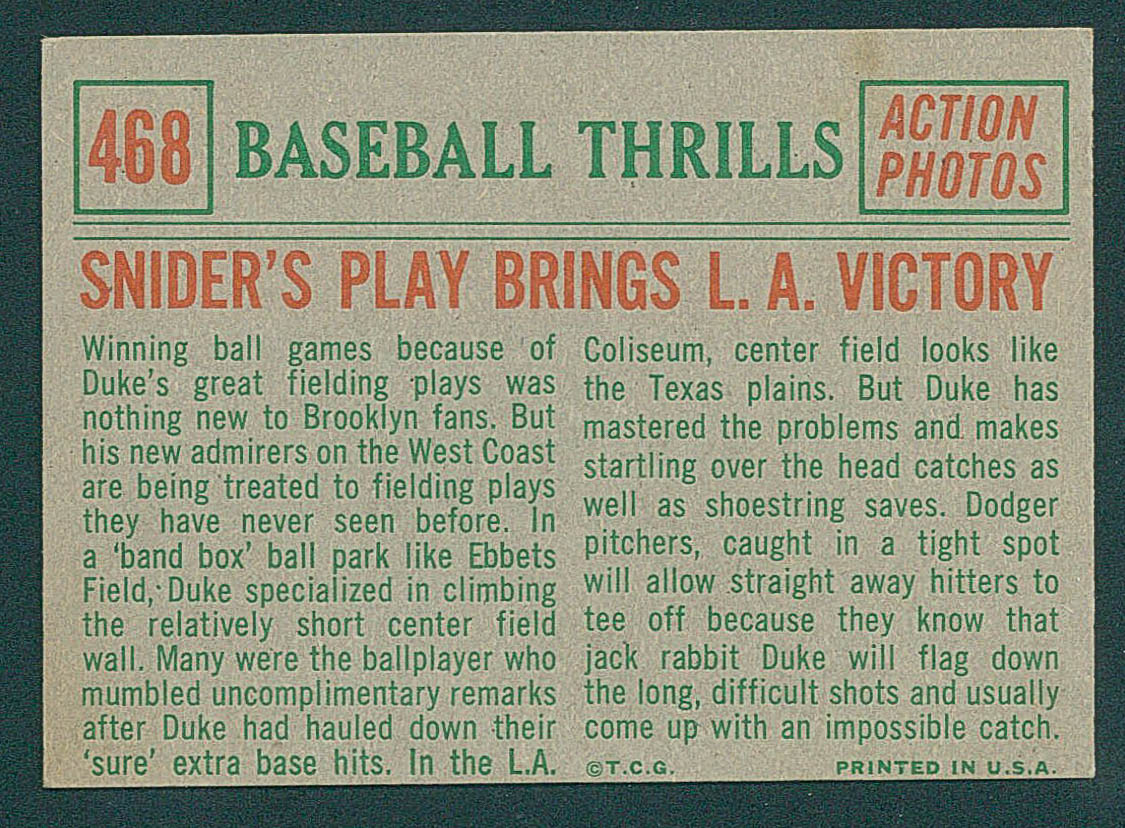 468
BASEBALL THRILLS
ACTION
PHOTOS
SNIDER'S PLAY BRINGS L. A. VICTORY
Winning ball games because of
Duke's great fielding plays was
nothing new to Brooklyn fans. But
his new admirers on the West Coast
are being treated to fielding plays
they have never seen before. In
a 'band box' ball park like Ebbets
Field, Duke specialized in climbing
the relatively short center field
wall. Many were the ballplayer who
mumbled uncomplimentary remarks
after Duke had hauled down their
'sure' extra base hits. In the L.A.
Coliseum, center field looks like
the Texas plains. But Duke has
mastered the problems and makes
startling over the head catches as
well as shoestring saves. Dodger
pitchers, caught in a tight spot
will allow straight away hitters to
tee off because they know that
jack rabbit Duke will flag down
the long, difficult shots and usually
come up with an impossible catch.
©T.C.G.
PRINTED IN U.S.A.